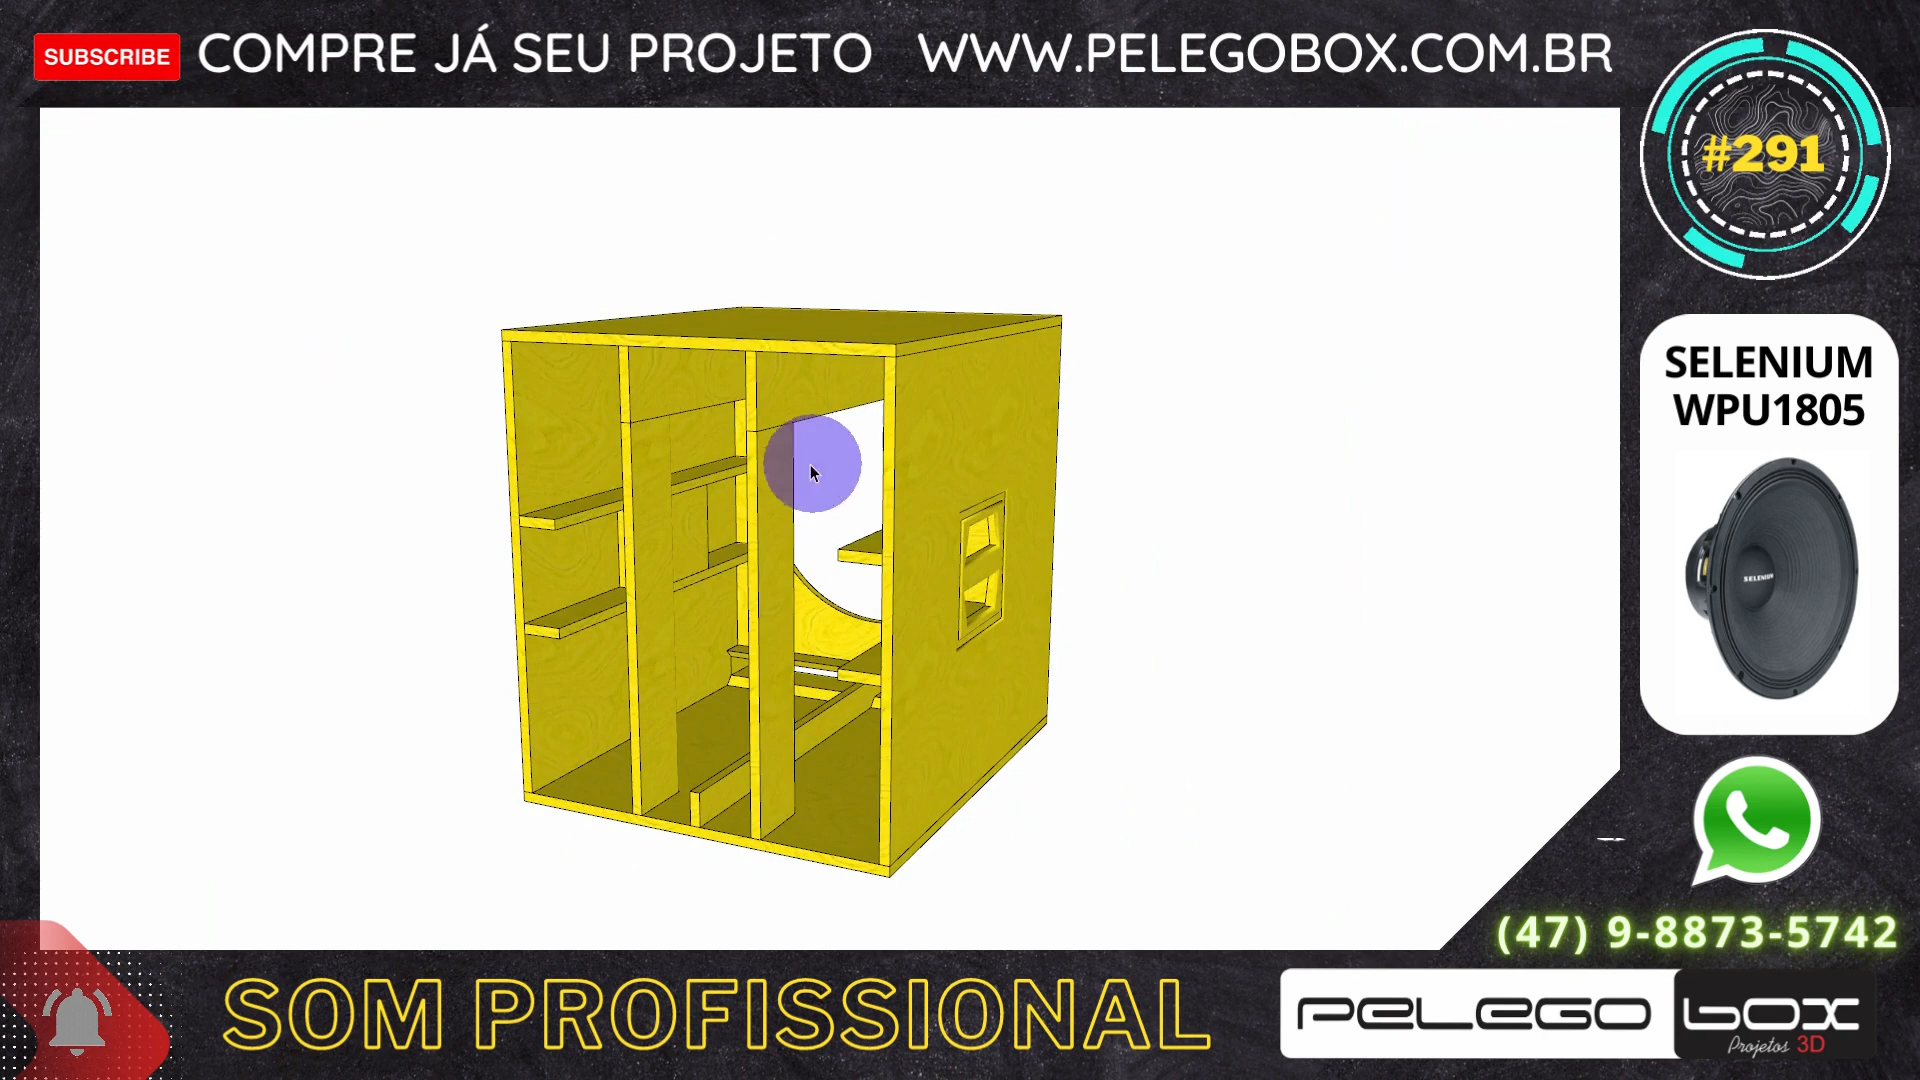 SUBSCRIBE
COMPRE JÁ SEU PROJETO WWW.PELEGOBOX.COM.BR
#291
SELENIUM
WPU1805
SELENIUM
(47) 9-8873-5742
SOM PROFISSIONAL
PELEGO BOX
Projetos 3D